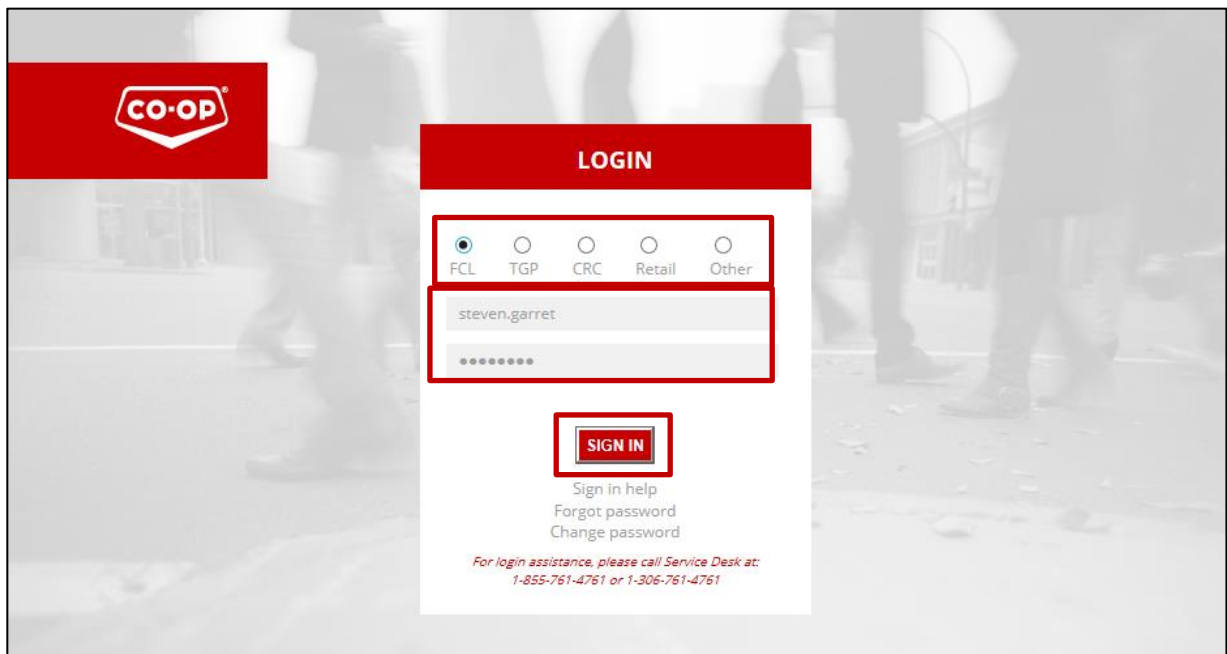 CO-OP®
LOGIN
FCL TGP CRC Retail Other
steven.garret
••••••••
SIGN IN
Sign in help
Forgot password
Change password
For login assistance, please call Service Desk at:
1-855-761-4761 or 1-306-761-4761